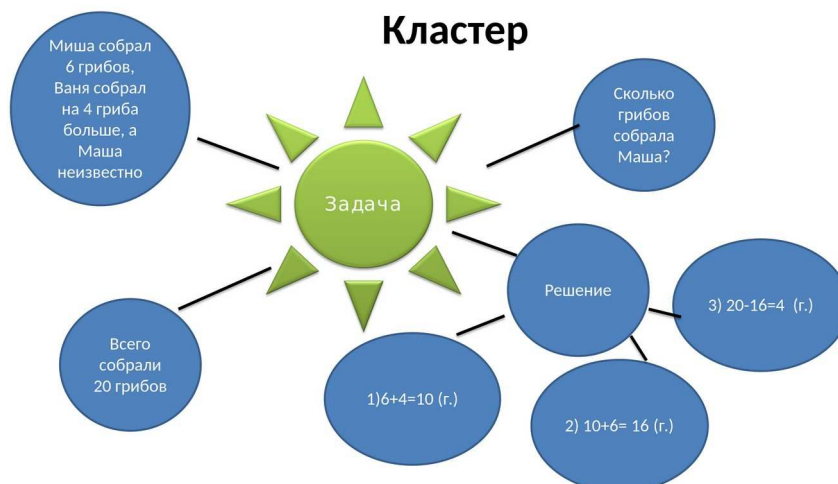 Кластер
Миша собрал
6 грибов,
Ваня собрал
на 4 гриба
больше, а
Маша
неизвестно
Сколько
грибов
собрала
Маша?
Задача
Решение
3) 20-16=4 (г.)
Всего
собрали
20 грибов
1)6+4=10 (г.)
2) 10+6= 16 (г.)